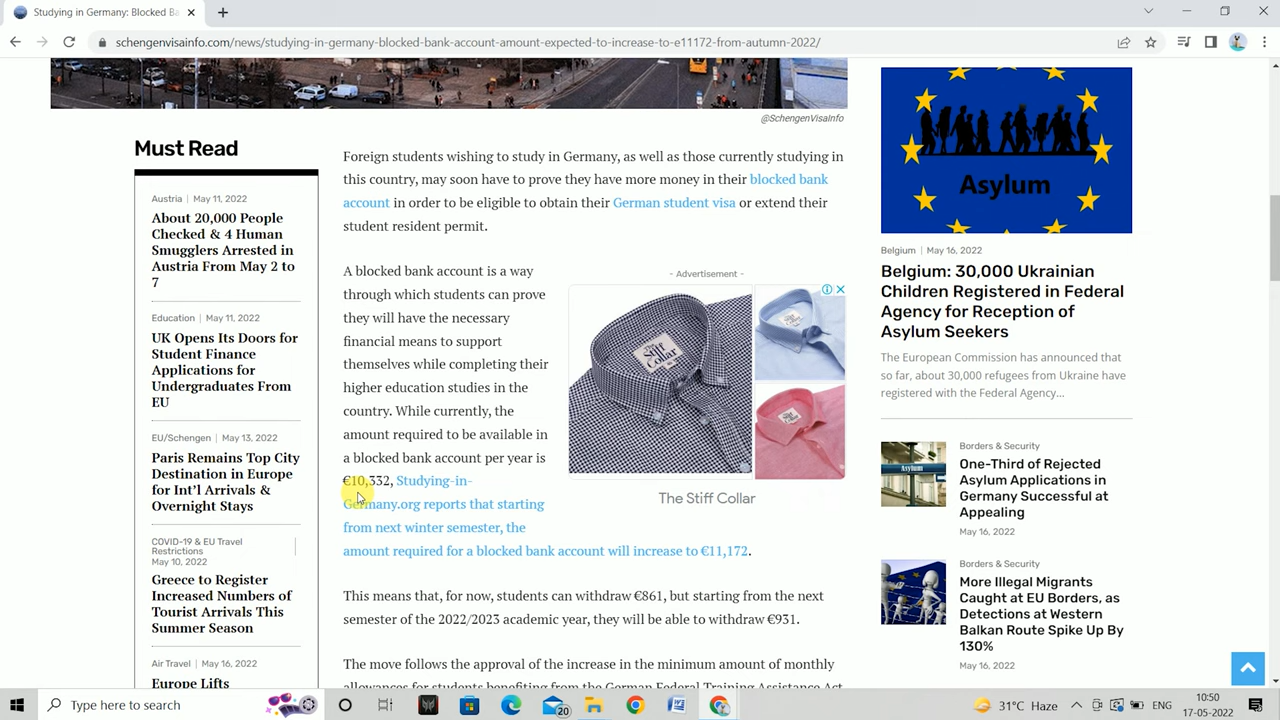 Studying in Germany: Blocked Ba
schengenvisainfo.com/news/studying-in-germany-blocked-bank-account-amount-expected-to-increase-to-e11172-from-autumn-2022/
@SchengenVisaInfo
Must Read
Austria | May 11, 2022
About 20,000 People
Checked & 4 Human
Smugglers Arrested in
Austria From May 2 to
7
Education | May 11, 2022
UK Opens Its Doors for
Student Finance
Applications for
Undergraduates From
EU
EU/Schengen | May 13, 2022
Paris Remains Top City
Destination in Europe
for Int'l Arrivals &
Overnight Stays
COVID-19 & EU Travel
Restrictions
May 10, 2022
Greece to Register
Increased Numbers of
Tourist Arrivals This
Summer Season
Air Travel | May 16, 2022
Europe Lifts
Foreign students wishing to study in Germany, as well as those currently studying in
this country, may soon have to prove they have more money in their blocked bank
account in order to be eligible to obtain their German student visa or extend their
student resident permit.
A blocked bank account is a way
through which students can prove
they will have the necessary
financial means to support
themselves while completing their
higher education studies in the
country. While currently, the
amount required to be available in
a blocked bank account per year is
€10,332, Studying-in-
Germany.org reports that starting
from next winter semester, the
amount required for a blocked bank account will increase to €11,172.
- Advertisement -
The Stiff Collar
This means that, for now, students can withdraw €861, but starting from the next
semester of the 2022/2023 academic year, they will be able to withdraw €931.
The move follows the approval of the increase in the minimum amount of monthly
allowances for students benefiting from the German Federal Training Assistance Act
Asylum
Belgium | May 16, 2022
Belgium: 30,000 Ukrainian
Children Registered in Federal
Agency for Reception of
Asylum Seekers
The European Commission has announced that
so far, about 30,000 refugees from Ukraine have
registered with the Federal Agency...
Borders & Security
One-Third of Rejected
Asylum Applications in
Germany Successful at
Appealing
May 16, 2022
Borders & Security
More Illegal Migrants
Caught at EU Borders, as
Detections at Western
Balkan Route Spike Up By
130%
May 16, 2022
Type here to search
20
31°C Haze
ENG
10:50
17-05-2022